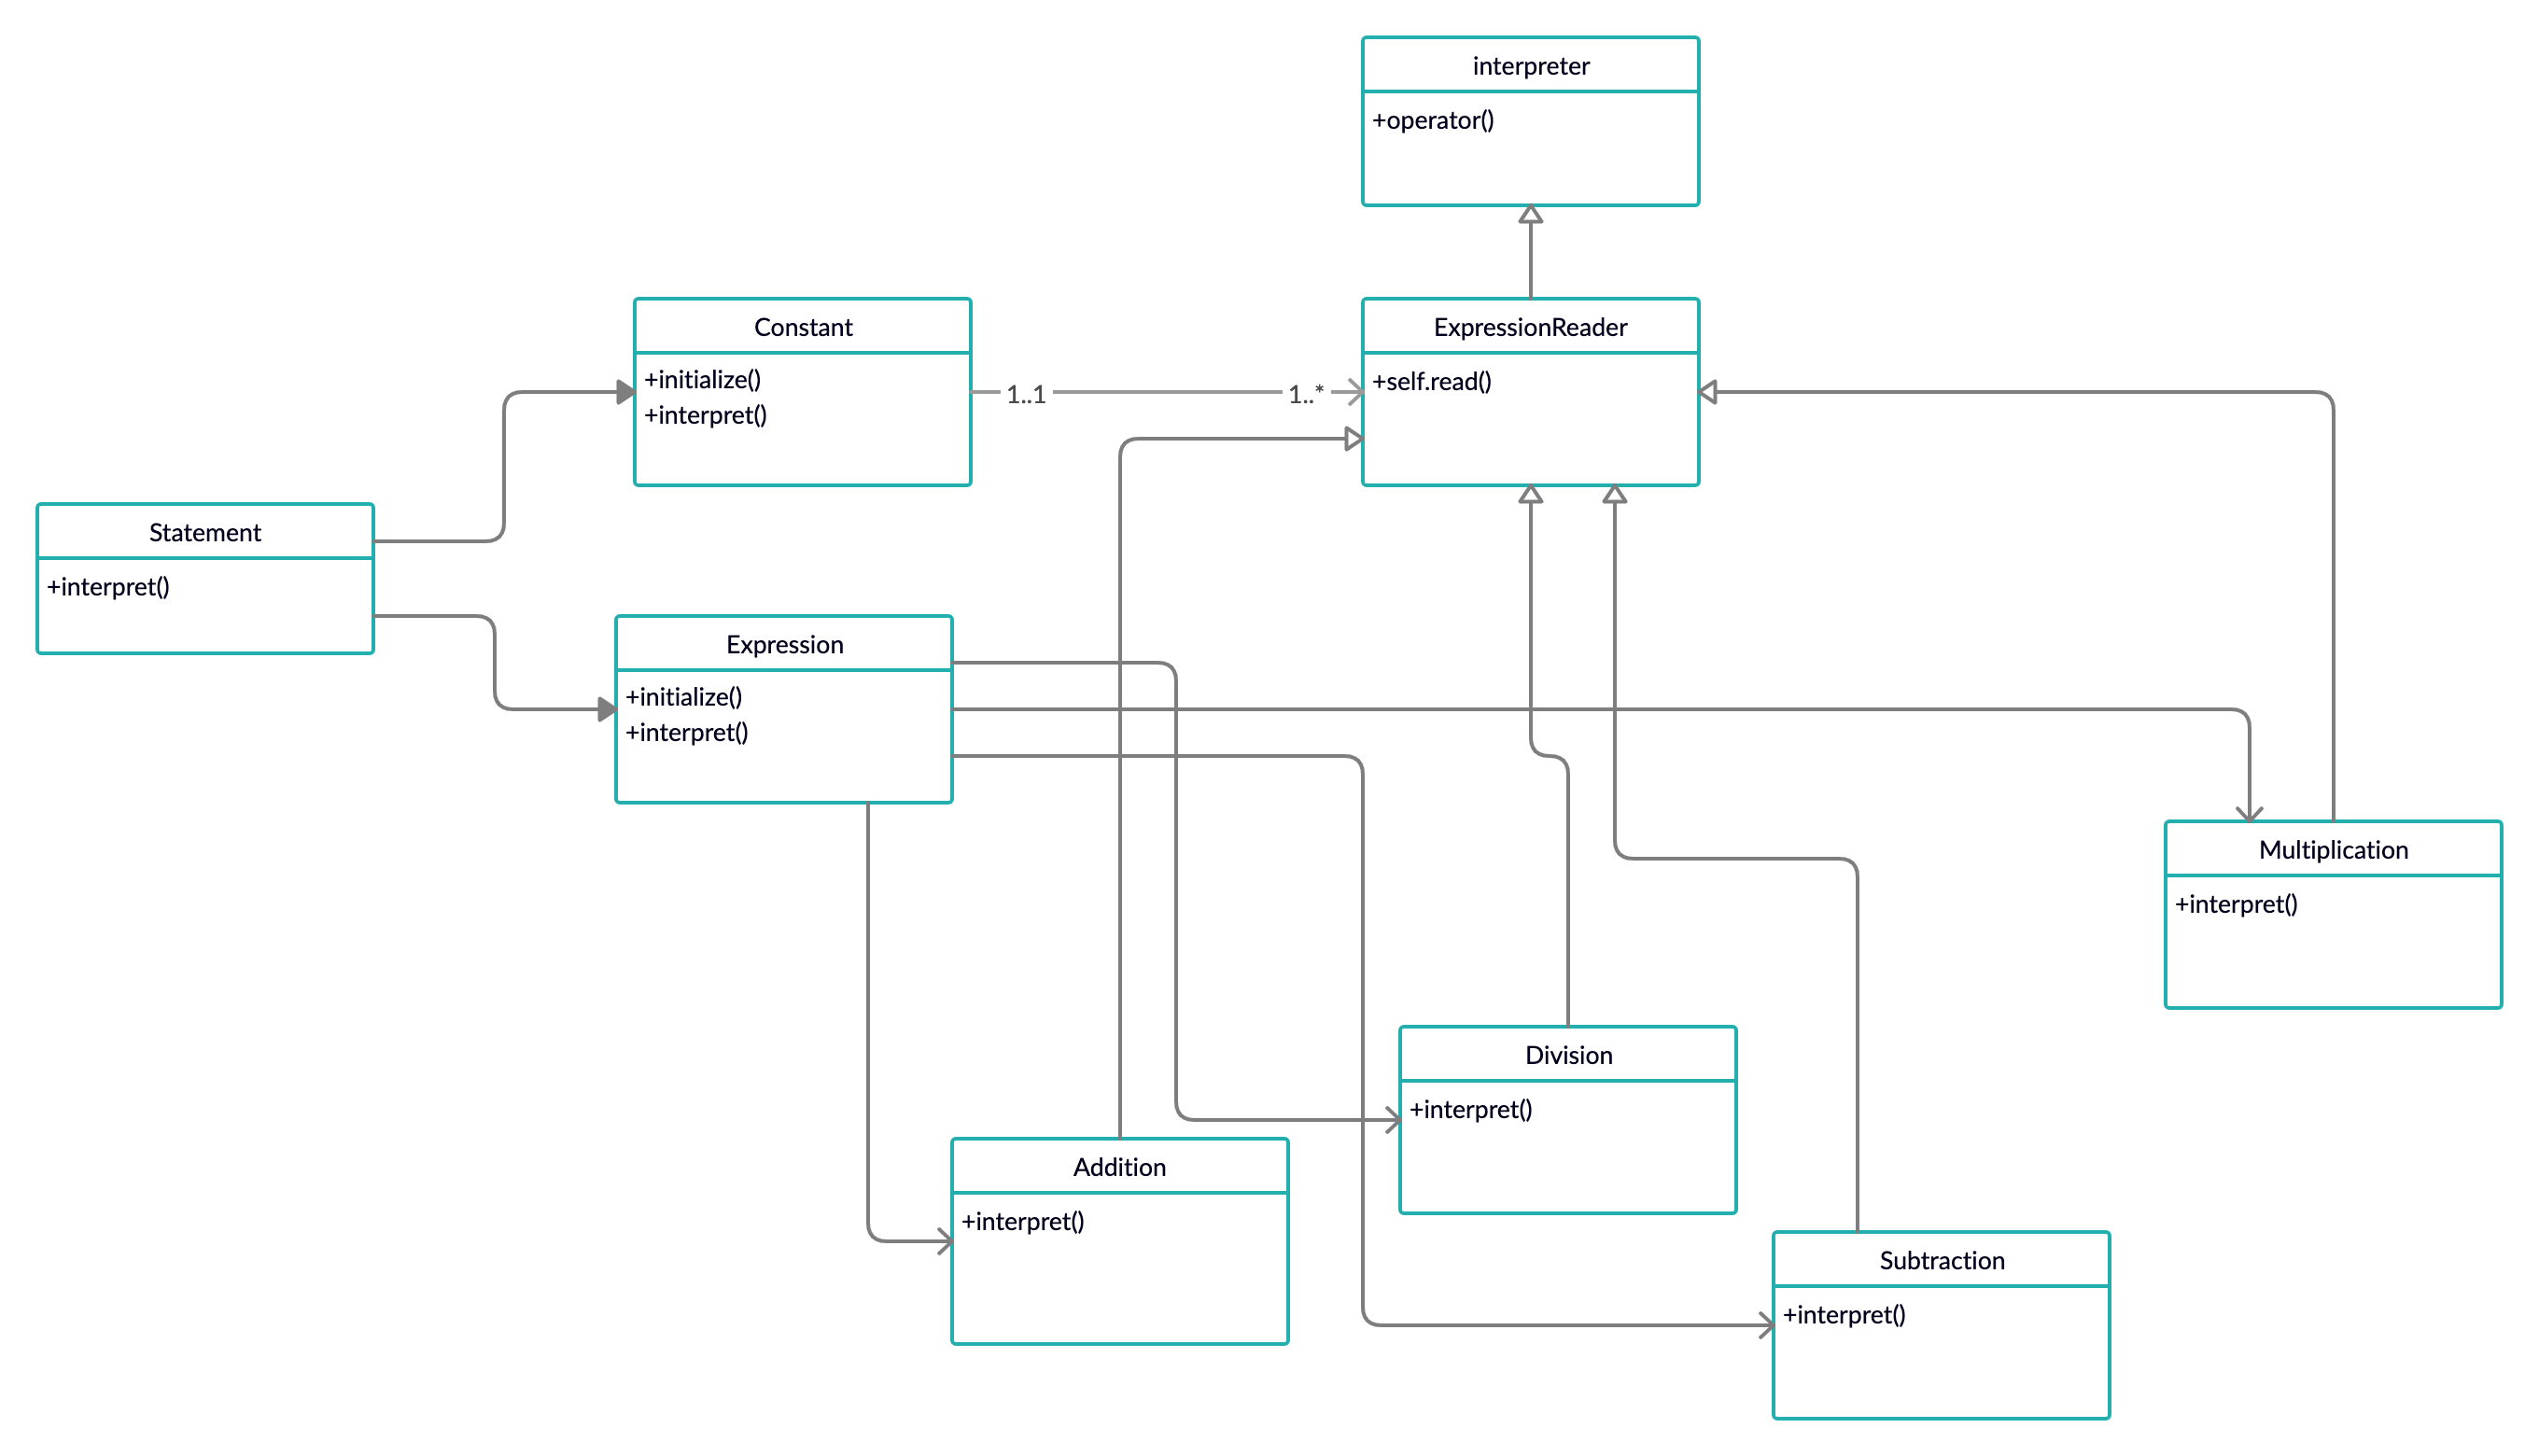 interpreter
+operator()
Constant
+initialize()
+interpret()
1..1
1..*
ExpressionReader
+self.read()
Statement
+interpret()
Expression
+initialize()
+interpret()
Multiplication
+interpret()
Division
+interpret()
Addition
+interpret()
Subtraction
+interpret()